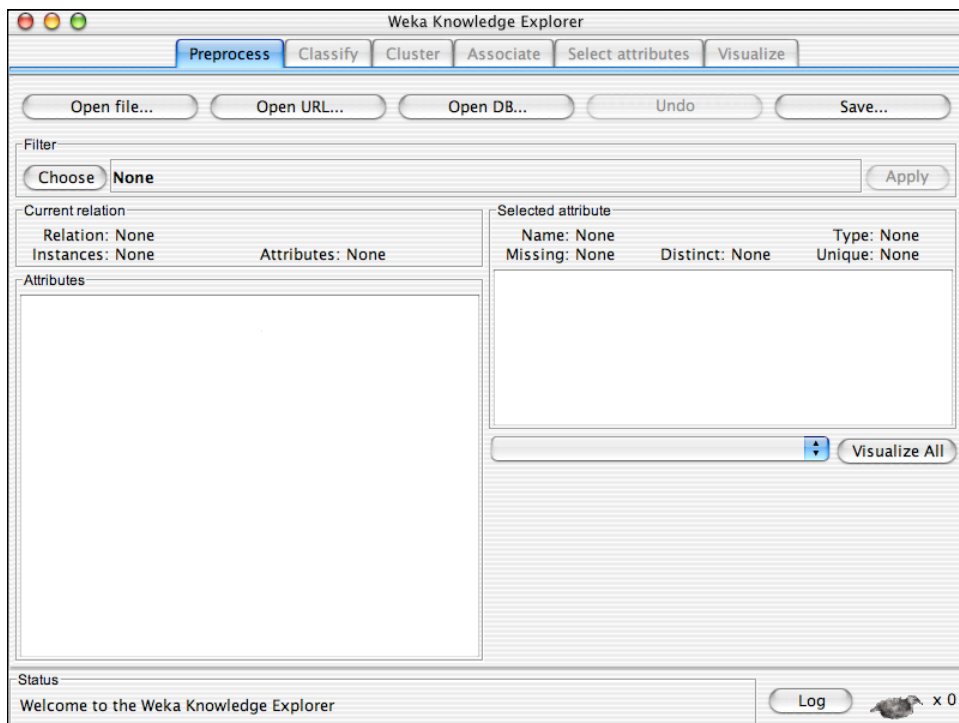 Weka Knowledge Explorer
Preprocess Classify Cluster Associate Select attributes Visualize
Open file... Open URL... Open DB... Undo Save...
Filter
Choose None Apply
Current relation
Relation: None
Instances: None Attributes: None
Attributes
Selected attribute
Name: None Type: None
Missing: None Distinct: None Unique: None
Visualize All
Status
Welcome to the Weka Knowledge Explorer
Log x 0